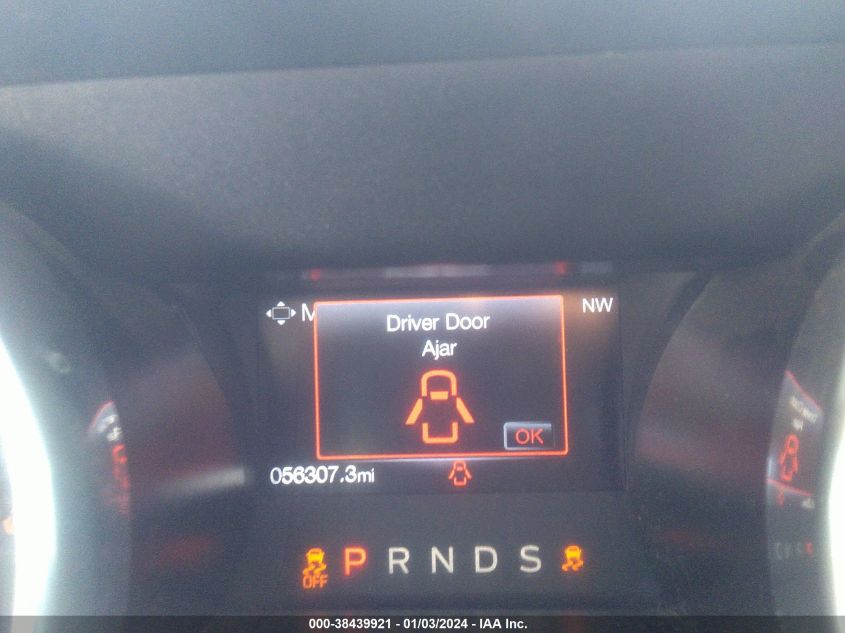 M
NW
Driver Door
Ajar
OK
056307.3mi
OFF P R N D S
000-38439921 - 01/03/2024 - IAA Inc.